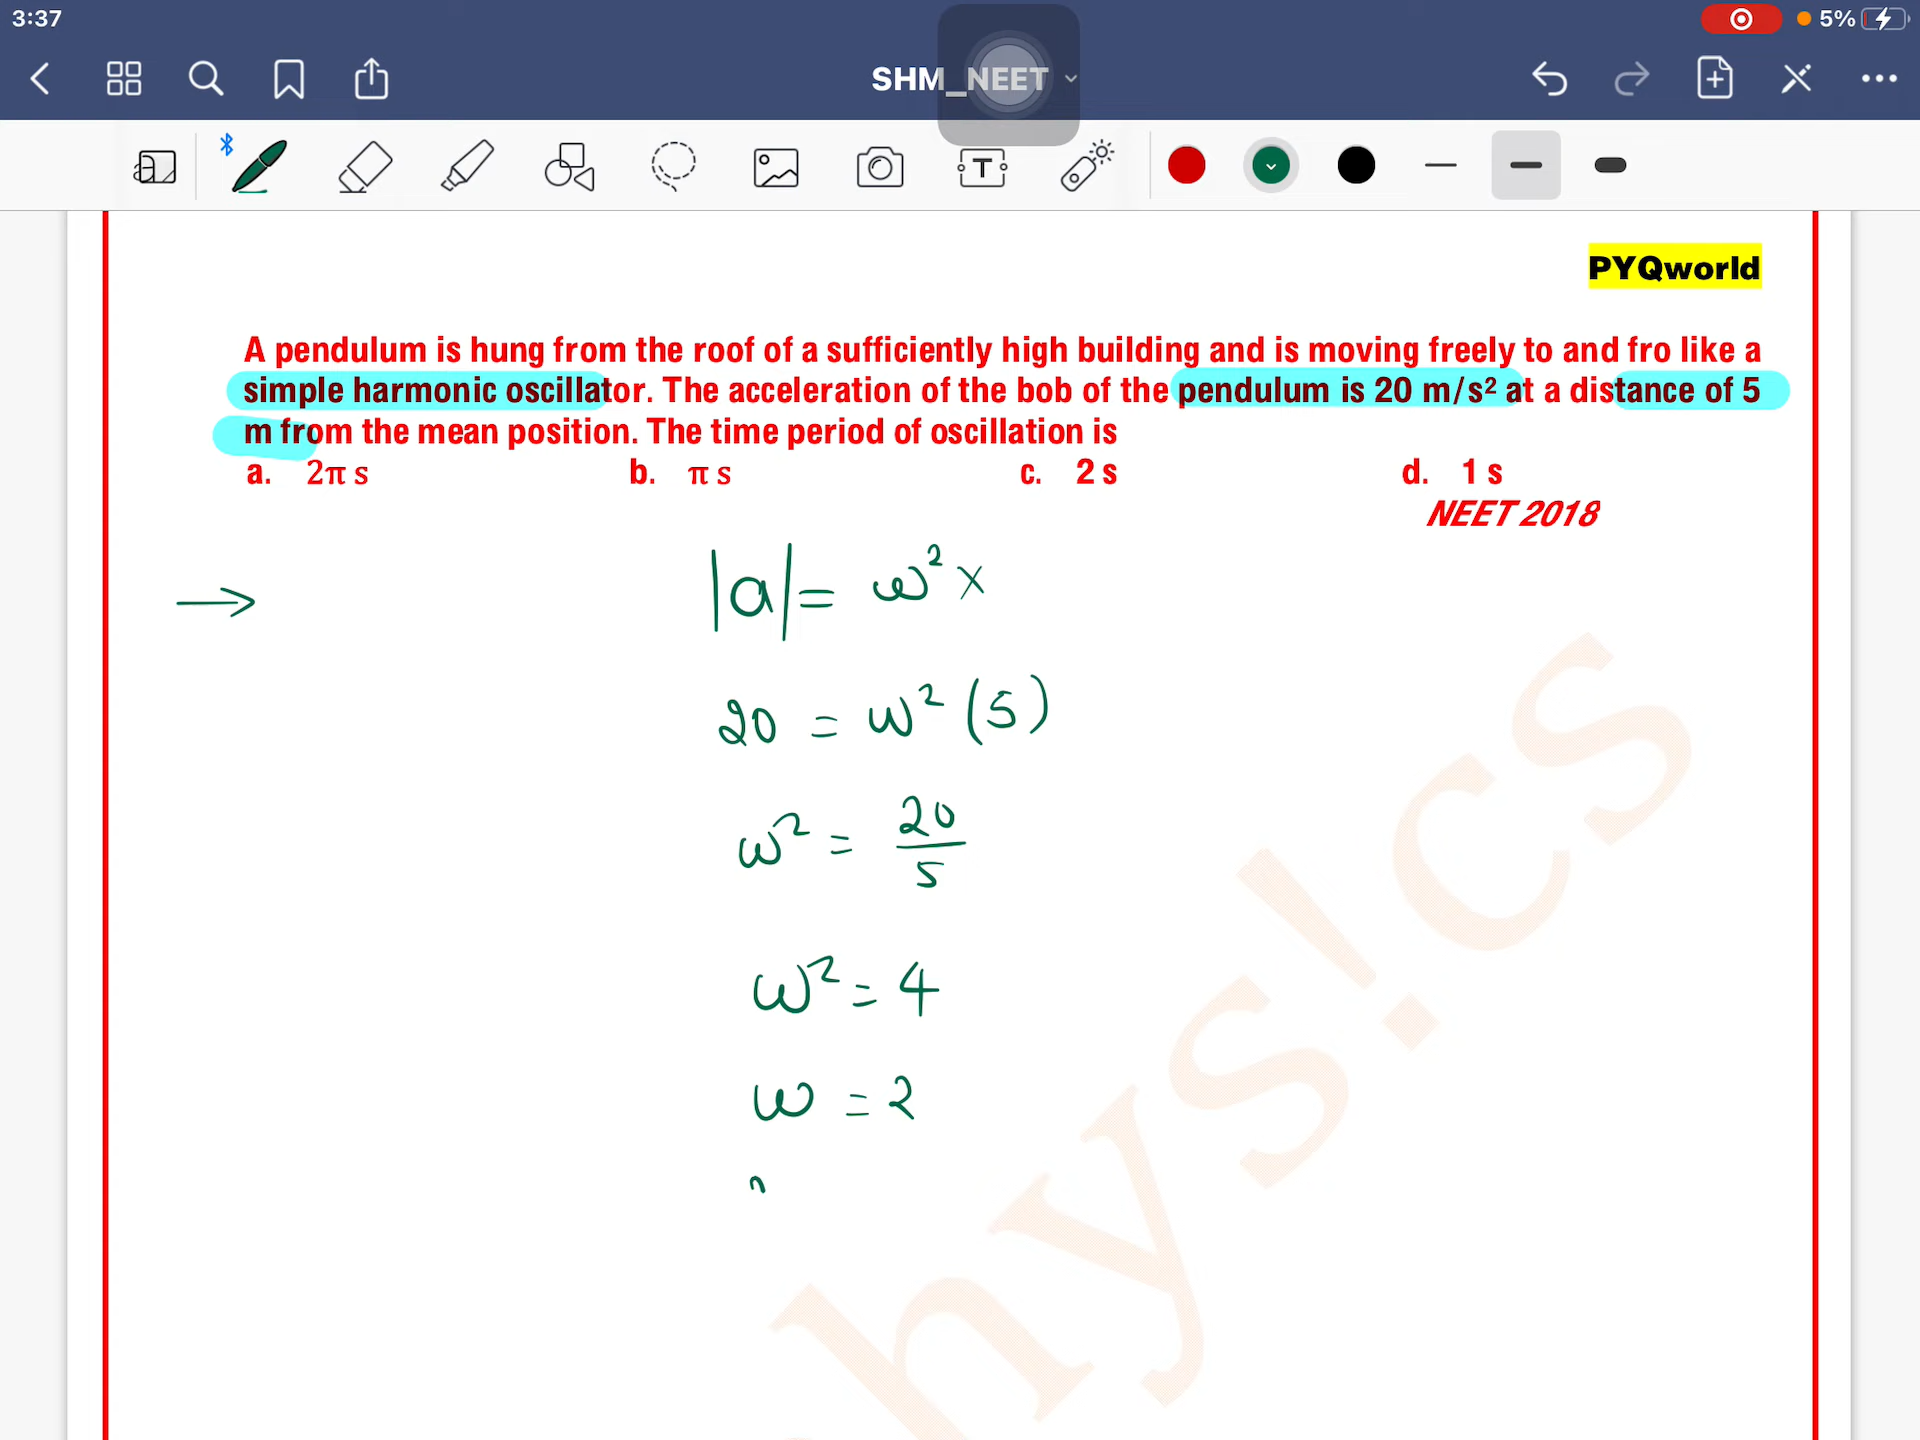 3:37
5%
SHM_NEET
PYQworld
A pendulum is hung from the roof of a sufficiently high building and is moving freely to and fro like a
simple harmonic oscillator. The acceleration of the bob of the pendulum is 20 m/s² at a distance of 5
m from the mean position. The time period of oscillation is
a. 2π s b. π s c. 2 s d. 1 s
NEET 2018
→ |a| = ω² x
20 = ω² (5)
ω² = 20/5
ω² = 4
ω = 2
hys!cs